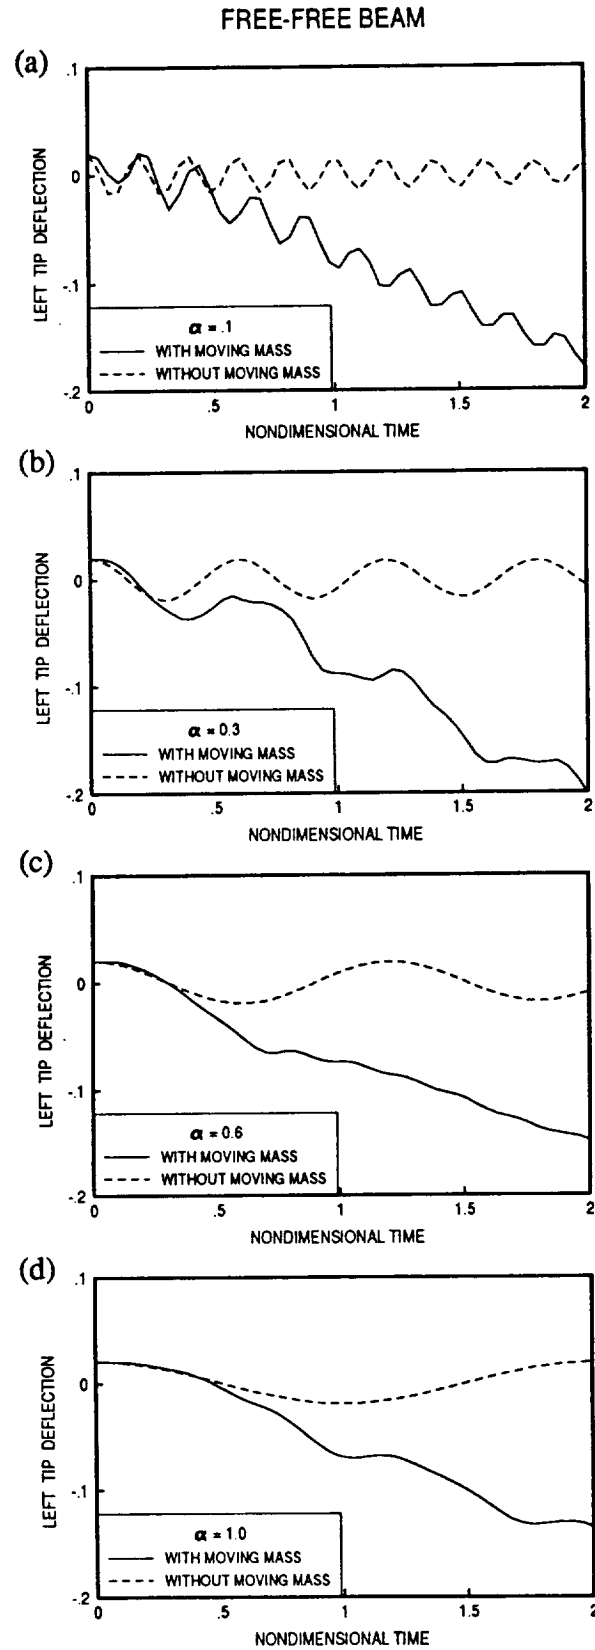 FREE-FREE BEAM
(a)
.1
0
-.1
-.2
LEFT TIP DEFLECTION
α = .1
WITH MOVING MASS
WITHOUT MOVING MASS
0 .5 1 1.5 2
NONDIMENSIONAL TIME
(b)
.1
0
-.1
-.2
LEFT TIP DEFLECTION
α = 0.3
WITH MOVING MASS
WITHOUT MOVING MASS
0 .5 1 1.5 2
NONDIMENSIONAL TIME
(c)
.1
0
-.1
-.2
LEFT TIP DEFLECTION
α = 0.6
WITH MOVING MASS
WITHOUT MOVING MASS
0 .5 1 1.5 2
NONDIMENSIONAL TIME
(d)
.1
0
-.1
-.2
LEFT TIP DEFLECTION
α = 1.0
WITH MOVING MASS
WITHOUT MOVING MASS
0 .5 1 1.5 2
NONDIMENSIONAL TIME